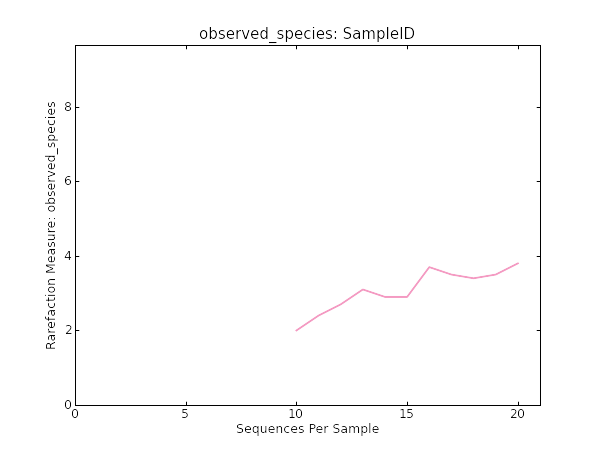 observed_species: SampleID
Rarefaction Measure: observed_species
8
6
4
2
0
0 5 10 15 20
Sequences Per Sample